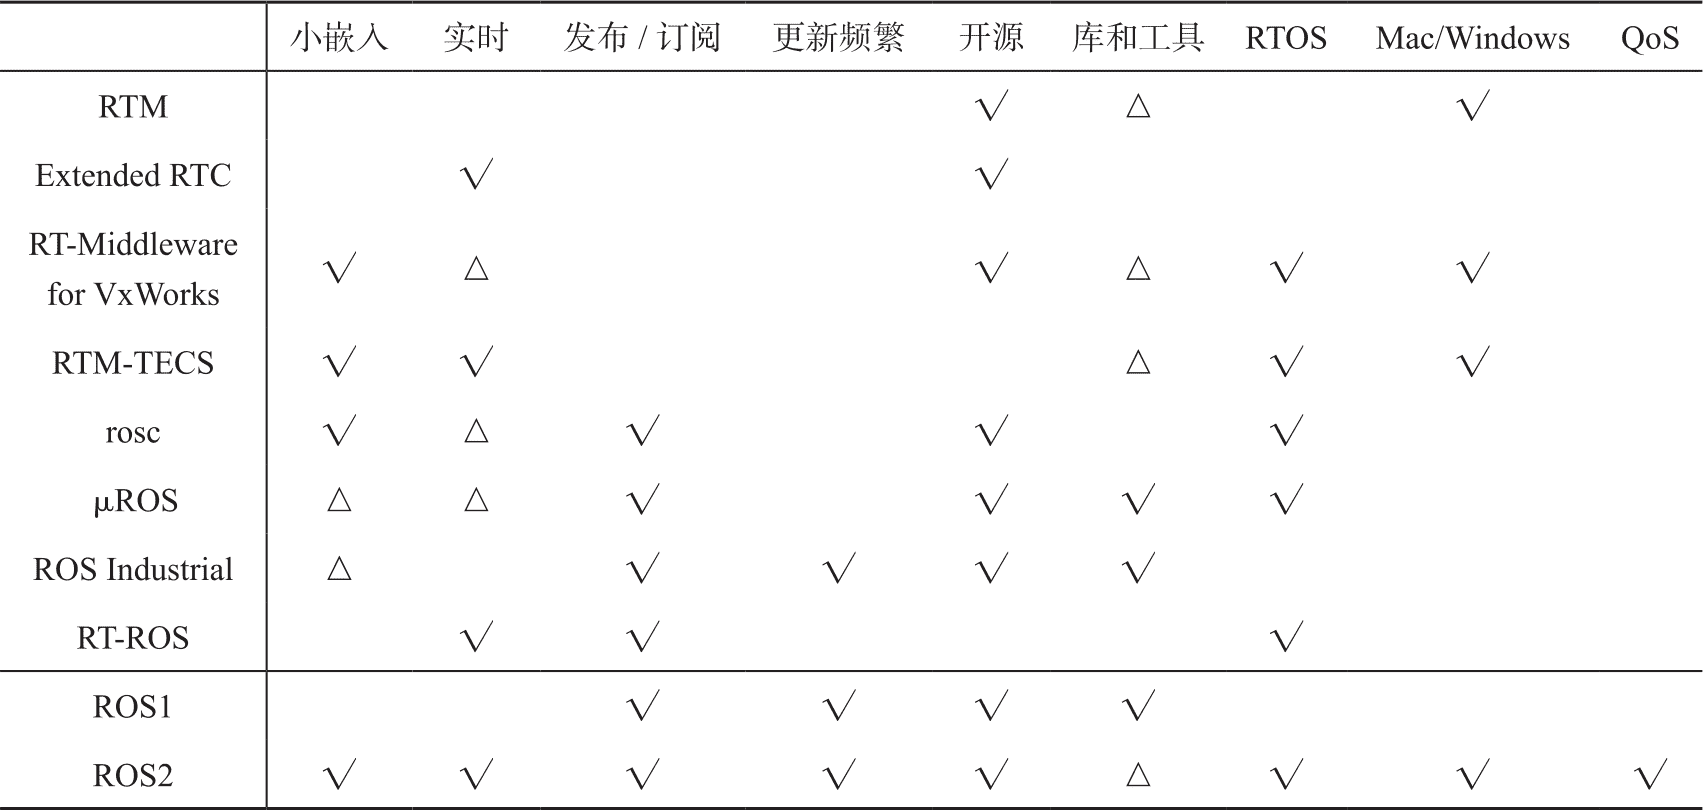 小嵌入 实时 发布 / 订阅 更新频繁 开源 库和工具 RTOS Mac/Windows QoS
RTM √ △ √
Extended RTC √ √
RT-Middleware
for VxWorks √ △ √ △ √ √
RTM-TECS √ √ △ √ √
rosc √ △ √ √ √
μROS △ △ √ √ √ √
ROS Industrial △ √ √ √ √
RT-ROS √ √ √
ROS1 √ √ √ √
ROS2 √ √ √ √ √ △ √ √ √